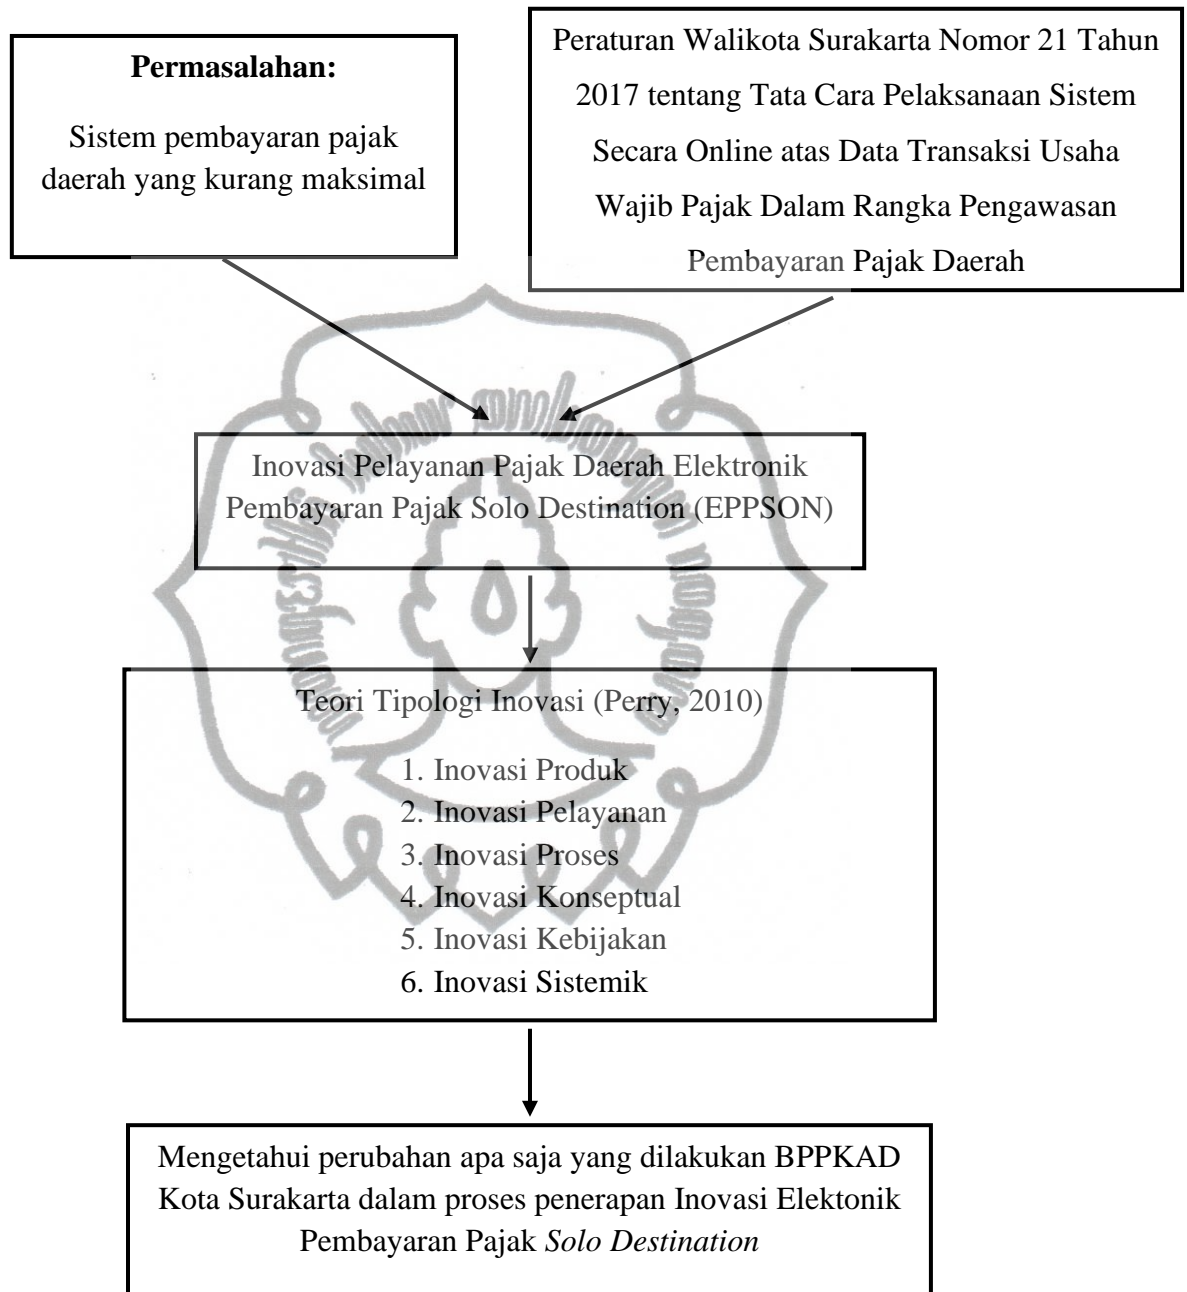 Permasalahan:
Sistem pembayaran pajak
daerah yang kurang maksimal
Peraturan Walikota Surakarta Nomor 21 Tahun
2017 tentang Tata Cara Pelaksanaan Sistem
Secara Online atas Data Transaksi Usaha
Wajib Pajak Dalam Rangka Pengawasan
Pembayaran Pajak Daerah
Inovasi Pelayanan Pajak Daerah Elektronik
Pembayaran Pajak Solo Destination (EPPSON)
Teori Tipologi Inovasi (Perry, 2010)
1. Inovasi Produk
2. Inovasi Pelayanan
3. Inovasi Proses
4. Inovasi Konseptual
5. Inovasi Kebijakan
6. Inovasi Sistemik
Mengetahui perubahan apa saja yang dilakukan BPPKAD
Kota Surakarta dalam proses penerapan Inovasi Elektonik
Pembayaran Pajak Solo Destination